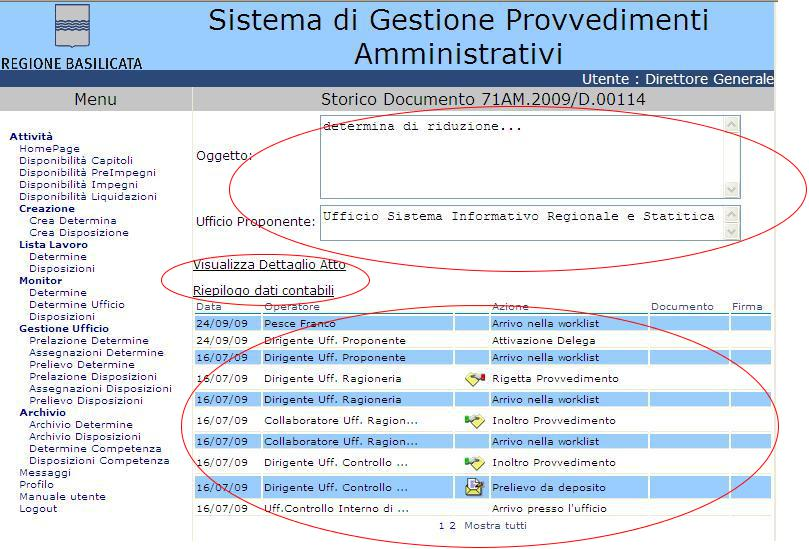 Sistema di Gestione Provvedimenti
Amministrativi
REGIONE BASILICATA
Utente : Direttore Generale
Menu
Storico Documento 71AM.2009/D.00114
Attività
HomePage
Disponibilità Capitoli
Disponibilità PreImpegni
Disponibilità Impegni
Disponibilità Liquidazioni
Creazione
Crea Determina
Crea Disposizione
Lista Lavoro
Determine
Disposizioni
Monitor
Determine
Determine Ufficio
Disposizioni
Gestione Ufficio
Prelazione Determine
Assegnazioni Determine
Prelievo Determine
Prelazione Disposizioni
Assegnazioni Disposizioni
Prelievo Disposizioni
Archivio
Archivio Determine
Archivio Disposizioni
Determine Competenza
Disposizioni Competenza
Messaggi
Profilo
Manuale utente
Logout
Oggetto: determina di riduzione...
Ufficio Proponente: Ufficio Sistema Informativo Regionale e Statitica
Visualizza Dettaglio Atto
Riepilogo dati contabili
Data Operatore Azione Documento Firma
24/09/09 Pesce Franco Arrivo nella worklist
24/09/09 Dirigente Uff. Proponente Attivazione Delega
16/07/09 Dirigente Uff. Proponente Arrivo nella worklist
16/07/09 Dirigente Uff. Ragioneria Rigetta Provvedimento
16/07/09 Dirigente Uff. Ragioneria Arrivo nella worklist
16/07/09 Collaboratore Uff. Ragion... Inoltro Provvedimento
16/07/09 Collaboratore Uff. Ragion... Arrivo nella worklist
16/07/09 Dirigente Uff. Controllo ... Inoltro Provvedimento
16/07/09 Dirigente Uff. Controllo ... Prelievo da deposito
16/07/09 Uff.Controllo Interno di ... Arrivo presso l'ufficio
1 2 Mostra tutti